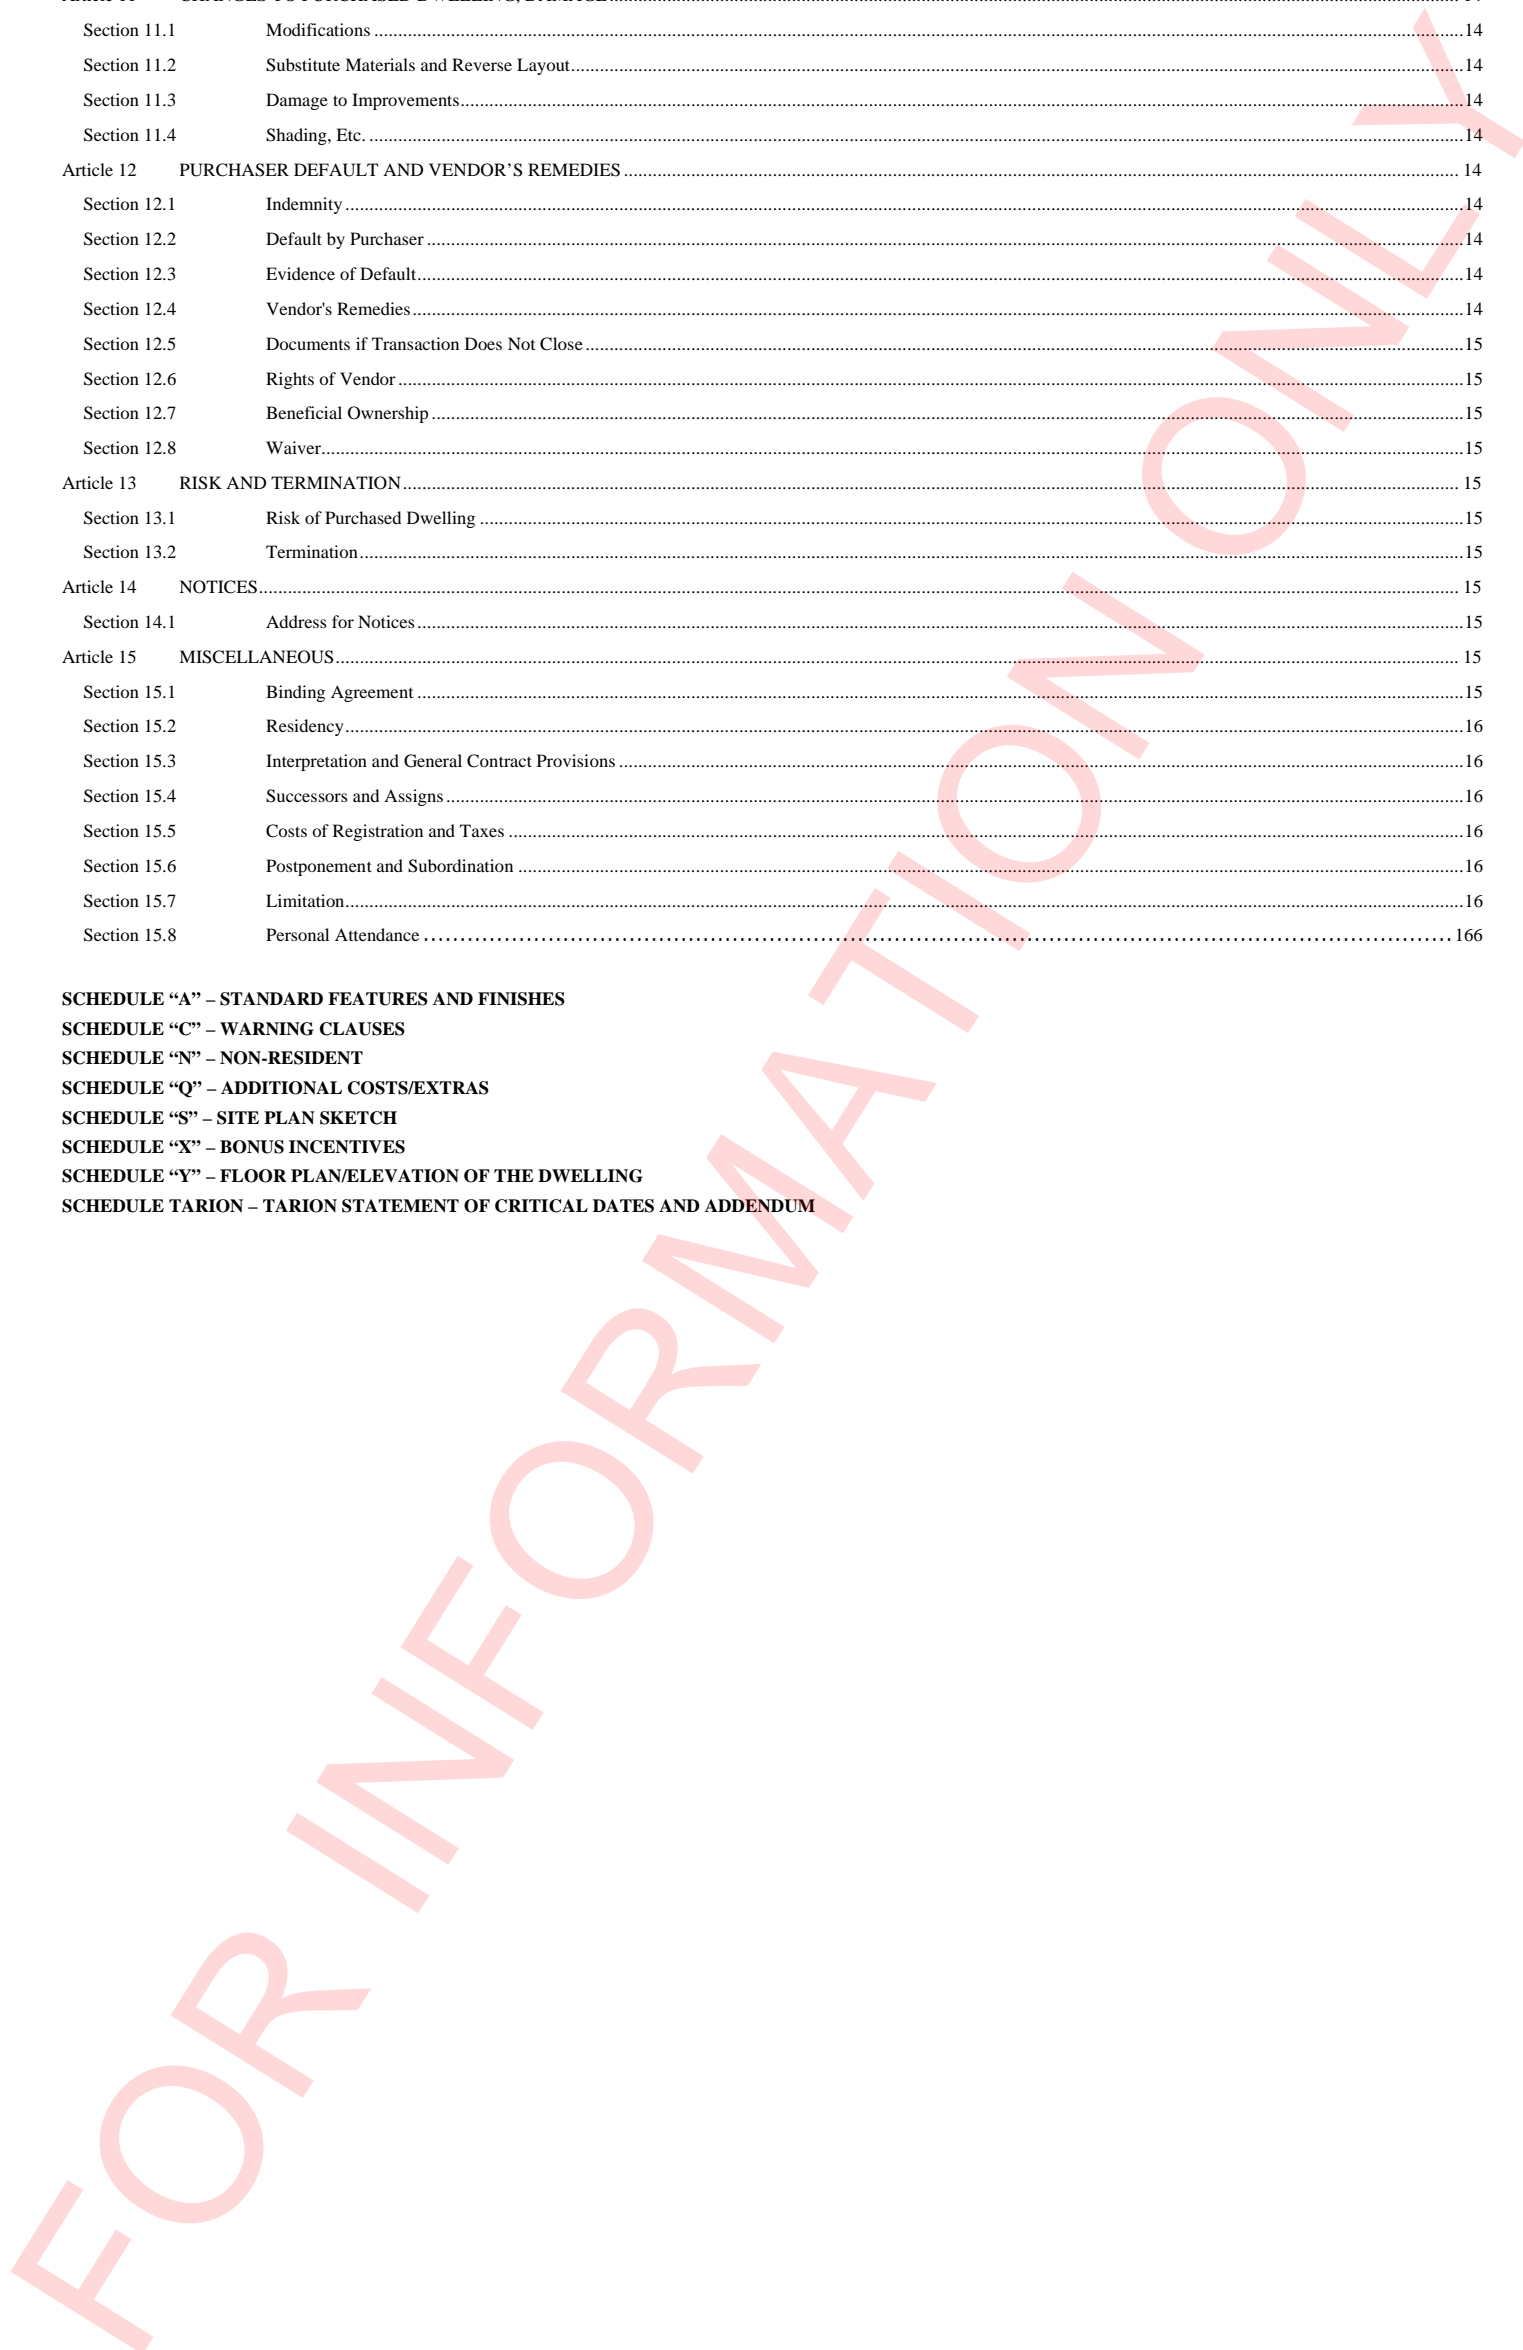 Section 11.1 Modifications ........ 14
Section 11.2 Substitute Materials and Reverse Layout ........ 14
Section 11.3 Damage to Improvements ........ 14
Section 11.4 Shading, Etc. ........ 14
Article 12 PURCHASER DEFAULT AND VENDOR’S REMEDIES ........ 14
Section 12.1 Indemnity ........ 14
Section 12.2 Default by Purchaser ........ 14
Section 12.3 Evidence of Default ........ 14
Section 12.4 Vendor's Remedies ........ 14
Section 12.5 Documents if Transaction Does Not Close ........ 15
Section 12.6 Rights of Vendor ........ 15
Section 12.7 Beneficial Ownership ........ 15
Section 12.8 Waiver ........ 15
Article 13 RISK AND TERMINATION ........ 15
Section 13.1 Risk of Purchased Dwelling ........ 15
Section 13.2 Termination ........ 15
Article 14 NOTICES ........ 15
Section 14.1 Address for Notices ........ 15
Article 15 MISCELLANEOUS ........ 15
Section 15.1 Binding Agreement ........ 15
Section 15.2 Residency ........ 16
Section 15.3 Interpretation and General Contract Provisions ........ 16
Section 15.4 Successors and Assigns ........ 16
Section 15.5 Costs of Registration and Taxes ........ 16
Section 15.6 Postponement and Subordination ........ 16
Section 15.7 Limitation ........ 16
Section 15.8 Personal Attendance ........ 166
SCHEDULE “A” – STANDARD FEATURES AND FINISHES
SCHEDULE “C” – WARNING CLAUSES
SCHEDULE “N” – NON-RESIDENT
SCHEDULE “Q” – ADDITIONAL COSTS/EXTRAS
SCHEDULE “S” – SITE PLAN SKETCH
SCHEDULE “X” – BONUS INCENTIVES
SCHEDULE “Y” – FLOOR PLAN/ELEVATION OF THE DWELLING
SCHEDULE TARION – TARION STATEMENT OF CRITICAL DATES AND ADDENDUM
FOR INFORMATION ONLY